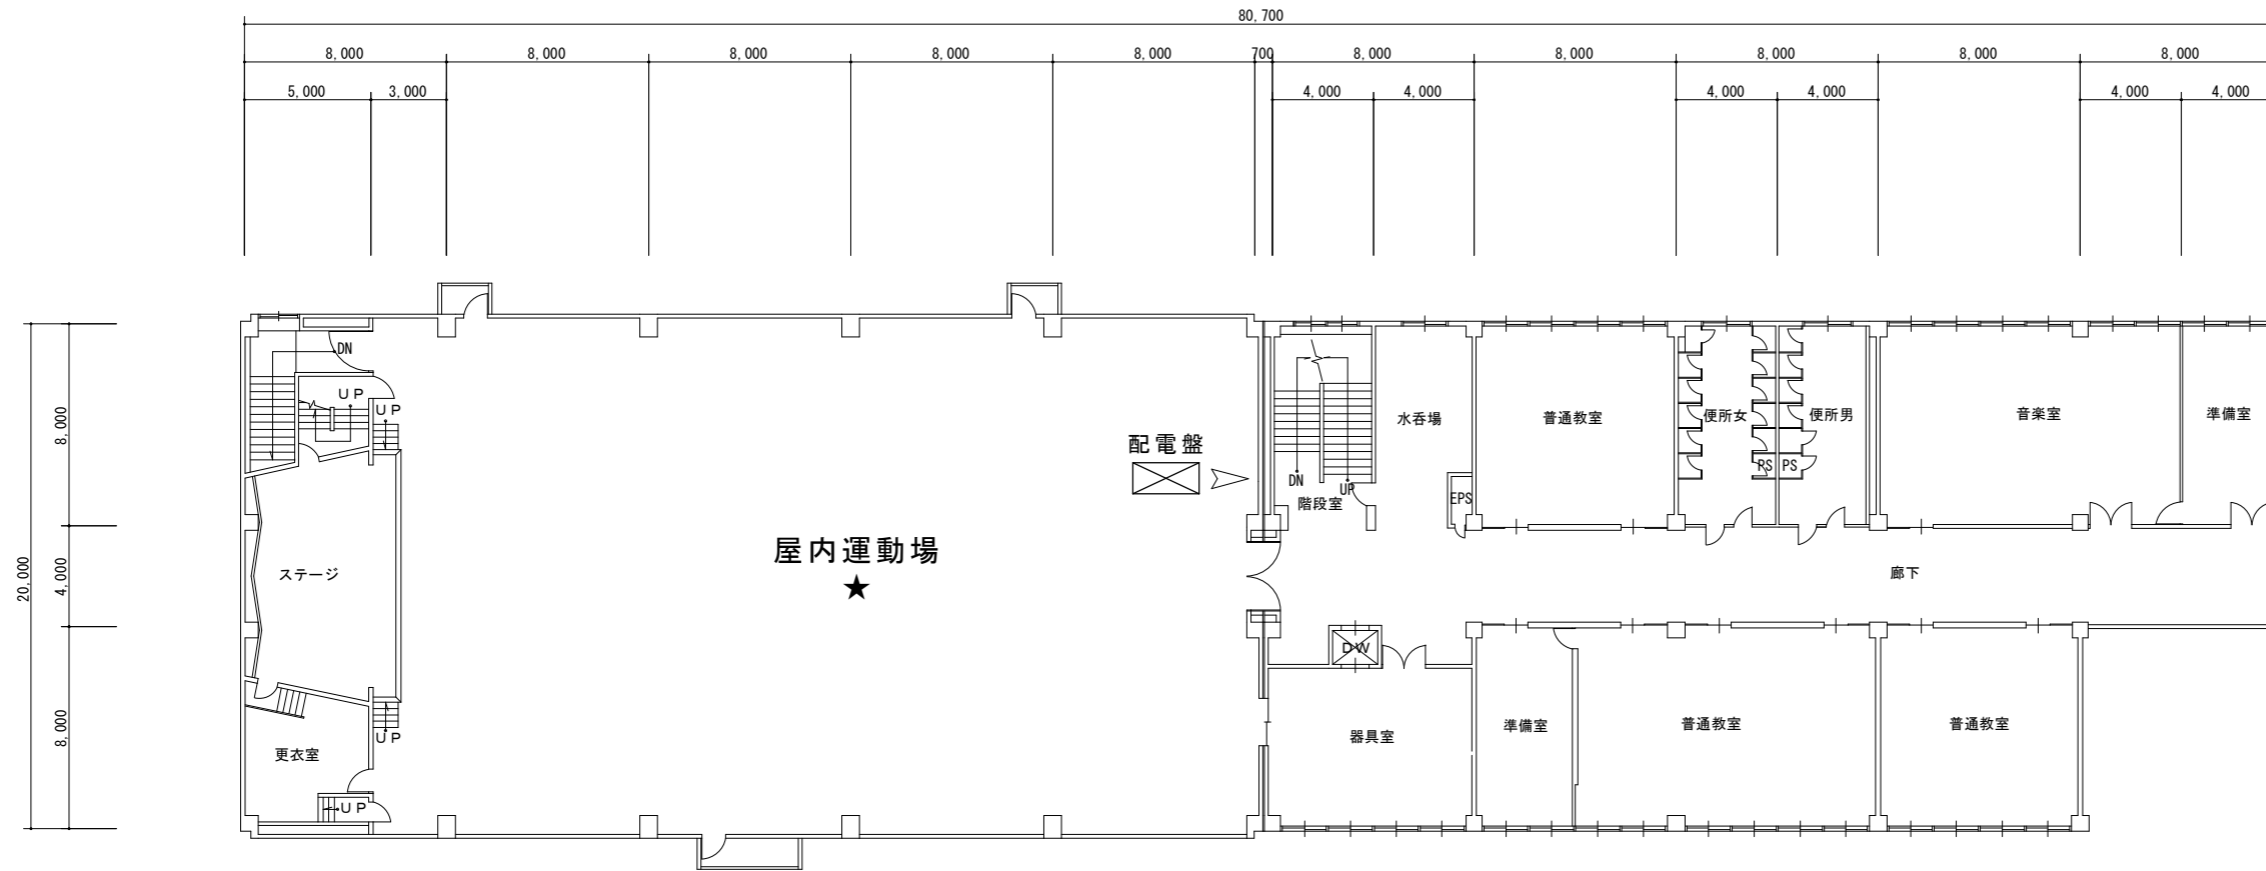 80,700
8,000 8,000 8,000 8,000 8,000 700 8,000 8,000 8,000 8,000 8,000
5,000 3,000 4,000 4,000 4,000 4,000 4,000 4,000
20,000
8,000
4,000
8,000
DN
UP
UP
ステージ
UP
更衣室
UP
屋内運動場
★
配電盤
DN
UP
階段室
水呑場
EPS
普通教室
便所女
PS
便所男
PS
音楽室
準備室
廊下
DW
器具室
準備室
普通教室
普通教室